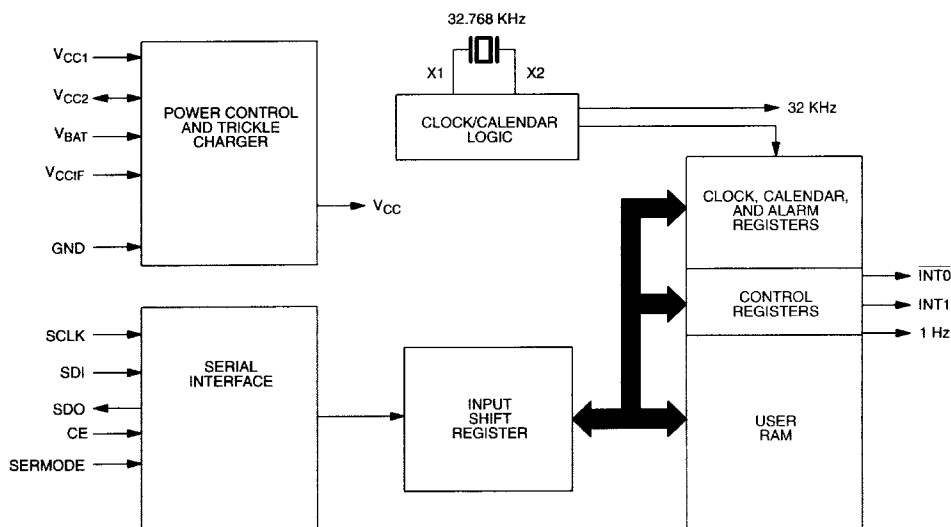 32.768 KHz
X1
X2
VCC1
VCC2
VBAT
VCCIF
GND
POWER CONTROL
AND TRICKLE
CHARGER
VCC
CLOCK/CALENDAR
LOGIC
32 KHz
CLOCK, CALENDAR,
AND ALARM
REGISTERS
INT0
CONTROL
REGISTERS
INT1
1 Hz
SCLK
SDI
SDO
CE
SERMODE
SERIAL
INTERFACE
INPUT
SHIFT
REGISTER
USER
RAM